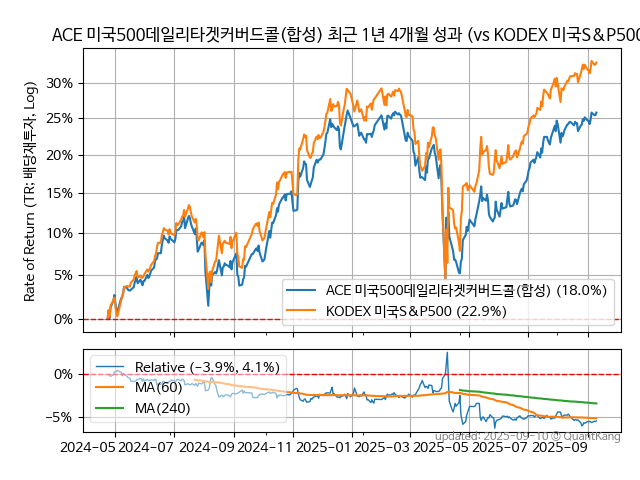 ACE 미국500데일리타겟커버드콜(합성) 최근 1년 4개월 성과 (vs KODEX 미국S&P500
Rate of Return (TR: 배당재투자, Log)
30%
25%
20%
15%
10%
5%
0%
ACE 미국500데일리타겟커버드콜(합성) (18.0%)
KODEX 미국S&P500 (22.9%)
0%
−5%
Relative (−3.9%, 4.1%)
MA(60)
MA(240)
updated: 2025-09-10 © QuantKang
2024-05 2024-07 2024-09 2024-11 2025-01 2025-03 2025-05 2025-07 2025-09